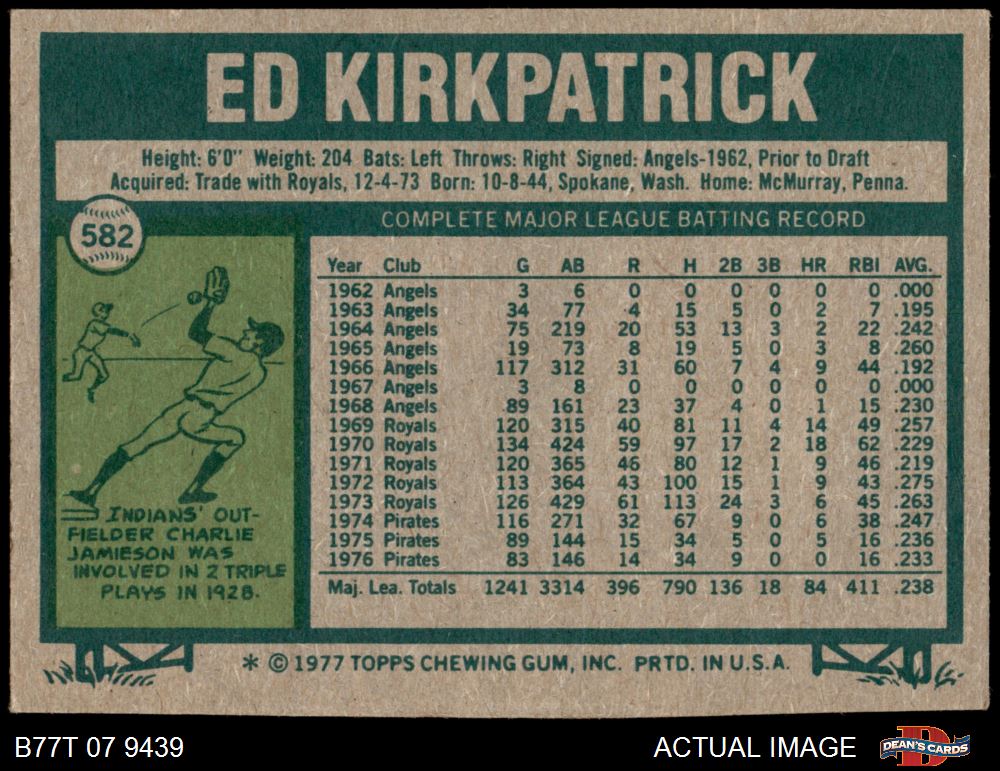 ED KIRKPATRICK
Height: 6'0" Weight: 204 Bats: Left Throws: Right Signed: Angels-1962, Prior to Draft
Acquired: Trade with Royals, 12-4-73 Born: 10-8-44, Spokane, Wash. Home: McMurray, Penna.
582
COMPLETE MAJOR LEAGUE BATTING RECORD
Year Club G AB R H 2B 3B HR RBI AVG.
1962 Angels 3 6 0 0 0 0 0 0 .000
1963 Angels 34 77 4 15 5 0 2 7 .195
1964 Angels 75 219 20 53 13 3 2 22 .242
1965 Angels 19 73 8 19 5 0 3 8 .260
1966 Angels 117 312 31 60 7 4 9 44 .192
1967 Angels 3 8 0 0 0 0 0 0 .000
1968 Angels 89 161 23 37 4 0 1 15 .230
1969 Royals 120 315 40 81 11 4 14 49 .257
1970 Royals 134 424 59 97 17 2 18 62 .229
1971 Royals 120 365 46 80 12 1 9 46 .219
1972 Royals 113 364 43 100 15 1 9 43 .275
1973 Royals 126 429 61 113 24 3 6 45 .263
1974 Pirates 116 271 32 67 9 0 6 38 .247
1975 Pirates 89 144 15 34 5 0 5 16 .236
1976 Pirates 83 146 14 34 9 0 0 16 .233
Maj. Lea. Totals 1241 3314 396 790 136 18 84 411 .238
INDIANS' OUT-
FIELDER CHARLIE
JAMIESON WAS
INVOLVED IN 2 TRIPLE
PLAYS IN 1928.
* © 1977 TOPPS CHEWING GUM, INC. PRTD. IN U.S.A.
B77T 07 9439
ACTUAL IMAGE
DEAN'S CARDS